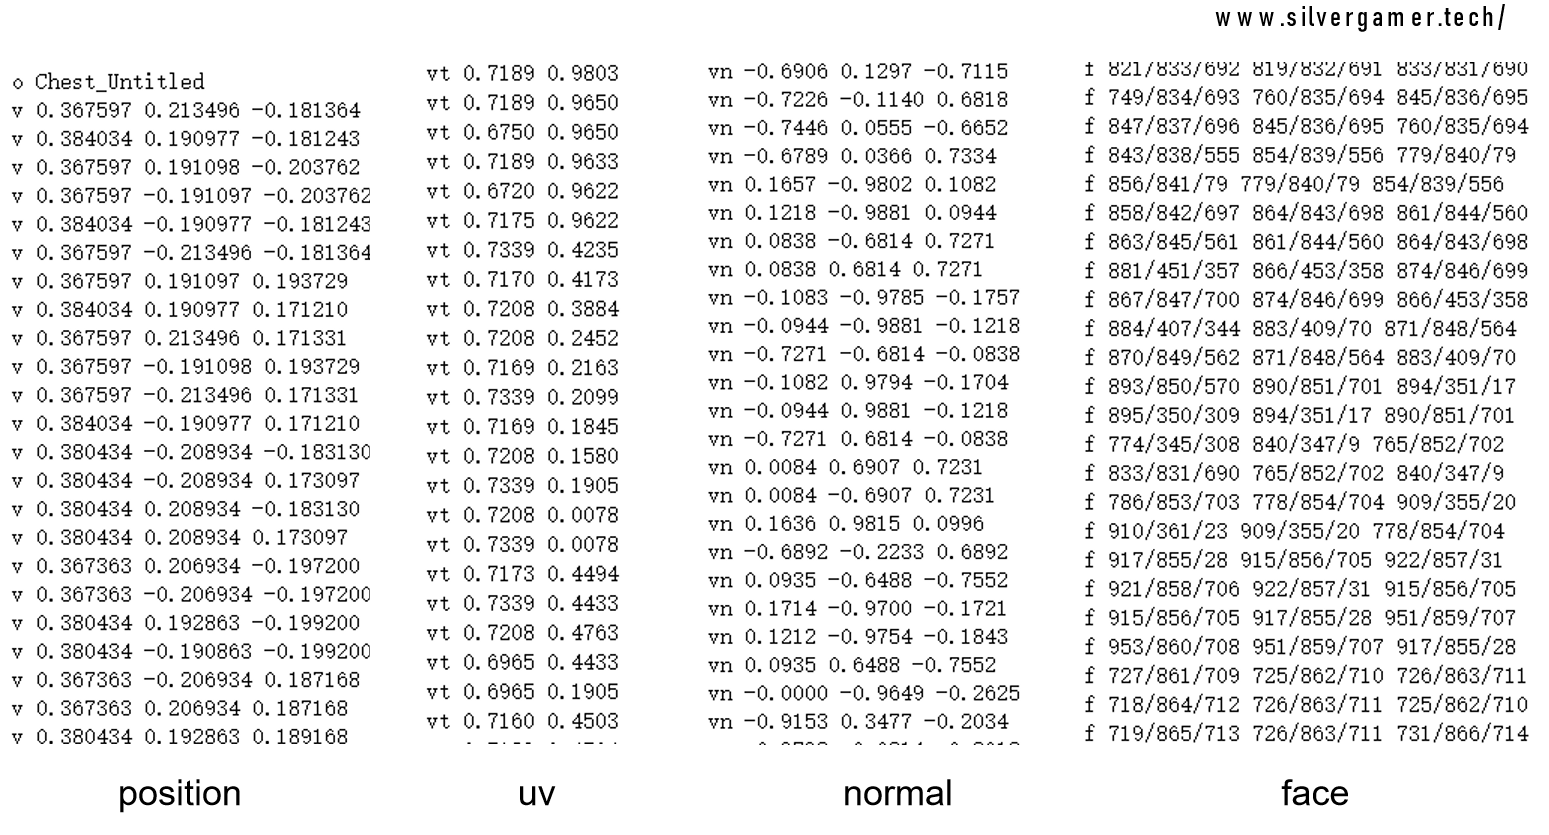 www.silvergamer.tech/
o Chest_Untitled
v 0.367597 0.213496 -0.181364
v 0.384034 0.190977 -0.181243
v 0.367597 0.191098 -0.203762
v 0.367597 -0.191097 -0.203762
v 0.384034 -0.190977 -0.181243
v 0.367597 -0.213496 -0.181364
v 0.367597 0.191097 0.193729
v 0.384034 0.190977 0.171210
v 0.367597 0.213496 0.171331
v 0.367597 -0.191098 0.193729
v 0.367597 -0.213496 0.171331
v 0.384034 -0.190977 0.171210
v 0.380434 -0.208934 -0.183130
v 0.380434 -0.208934 0.173097
v 0.380434 0.208934 -0.183130
v 0.380434 0.208934 0.173097
v 0.367363 0.206934 -0.197200
v 0.367363 -0.206934 -0.197200
v 0.380434 0.192863 -0.199200
v 0.380434 -0.190863 -0.199200
v 0.367363 -0.206934 0.187168
v 0.367363 0.206934 0.187168
v 0.380434 0.192863 0.189168
position
vt 0.7189 0.9803
vt 0.7189 0.9650
vt 0.6750 0.9650
vt 0.7189 0.9633
vt 0.6720 0.9622
vt 0.7175 0.9622
vt 0.7339 0.4235
vt 0.7170 0.4173
vt 0.7208 0.3884
vt 0.7208 0.2452
vt 0.7169 0.2163
vt 0.7339 0.2099
vt 0.7169 0.1845
vt 0.7208 0.1580
vt 0.7339 0.1905
vt 0.7208 0.0078
vt 0.7339 0.0078
vt 0.7173 0.4494
vt 0.7339 0.4433
vt 0.7208 0.4763
vt 0.6965 0.4433
vt 0.6965 0.1905
vt 0.7160 0.4503
uv
vn -0.6906 0.1297 -0.7115
vn -0.7226 -0.1140 0.6818
vn -0.7446 0.0555 -0.6652
vn -0.6789 0.0366 0.7334
vn 0.1657 -0.9802 0.1082
vn 0.1218 -0.9881 0.0944
vn 0.0838 -0.6814 0.7271
vn 0.0838 0.6814 0.7271
vn -0.1083 -0.9785 -0.1757
vn -0.0944 -0.9881 -0.1218
vn -0.7271 -0.6814 -0.0838
vn -0.1082 0.9794 -0.1704
vn -0.0944 0.9881 -0.1218
vn -0.7271 0.6814 -0.0838
vn 0.0084 0.6907 0.7231
vn 0.0084 -0.6907 0.7231
vn 0.1636 0.9815 0.0996
vn -0.6892 -0.2233 0.6892
vn 0.0935 -0.6488 -0.7552
vn 0.1714 -0.9700 -0.1721
vn 0.1212 -0.9754 -0.1843
vn 0.0935 0.6488 -0.7552
vn -0.0000 -0.9649 -0.2625
vn -0.9153 0.3477 -0.2034
normal
f 821/833/692 819/832/691 833/831/690
f 749/834/693 760/835/694 845/836/695
f 847/837/696 845/836/695 760/835/694
f 843/838/555 854/839/556 779/840/79
f 856/841/79 779/840/79 854/839/556
f 858/842/697 864/843/698 861/844/560
f 863/845/561 861/844/560 864/843/698
f 881/451/357 866/453/358 874/846/699
f 867/847/700 874/846/699 866/453/358
f 884/407/344 883/409/70 871/848/564
f 870/849/562 871/848/564 883/409/70
f 893/850/570 890/851/701 894/351/17
f 895/350/309 894/351/17 890/851/701
f 774/345/308 840/347/9 765/852/702
f 833/831/690 765/852/702 840/347/9
f 786/853/703 778/854/704 909/355/20
f 910/361/23 909/355/20 778/854/704
f 917/855/28 915/856/705 922/857/31
f 921/858/706 922/857/31 915/856/705
f 915/856/705 917/855/28 951/859/707
f 953/860/708 951/859/707 917/855/28
f 727/861/709 725/862/710 726/863/711
f 718/864/712 726/863/711 725/862/710
f 719/865/713 726/863/711 731/866/714
face